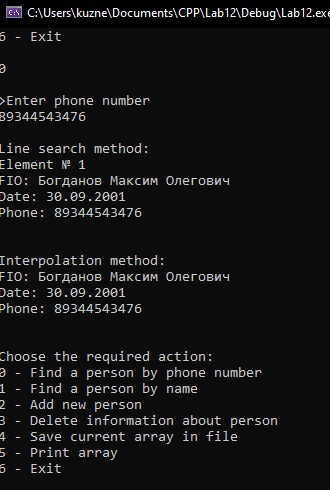 C:\Users\kuzne\Documents\CPP\Lab12\Debug\Lab12.exe
6 - Exit
0
>Enter phone number
89344543476
Line search method:
Element № 1
FIO: Богданов Максим Олегович
Date: 30.09.2001
Phone: 89344543476
Interpolation method:
FIO: Богданов Максим Олегович
Date: 30.09.2001
Phone: 89344543476
Choose the required action:
0 - Find a person by phone number
1 - Find a person by name
2 - Add new person
3 - Delete information about person
4 - Save current array in file
5 - Print array
6 - Exit